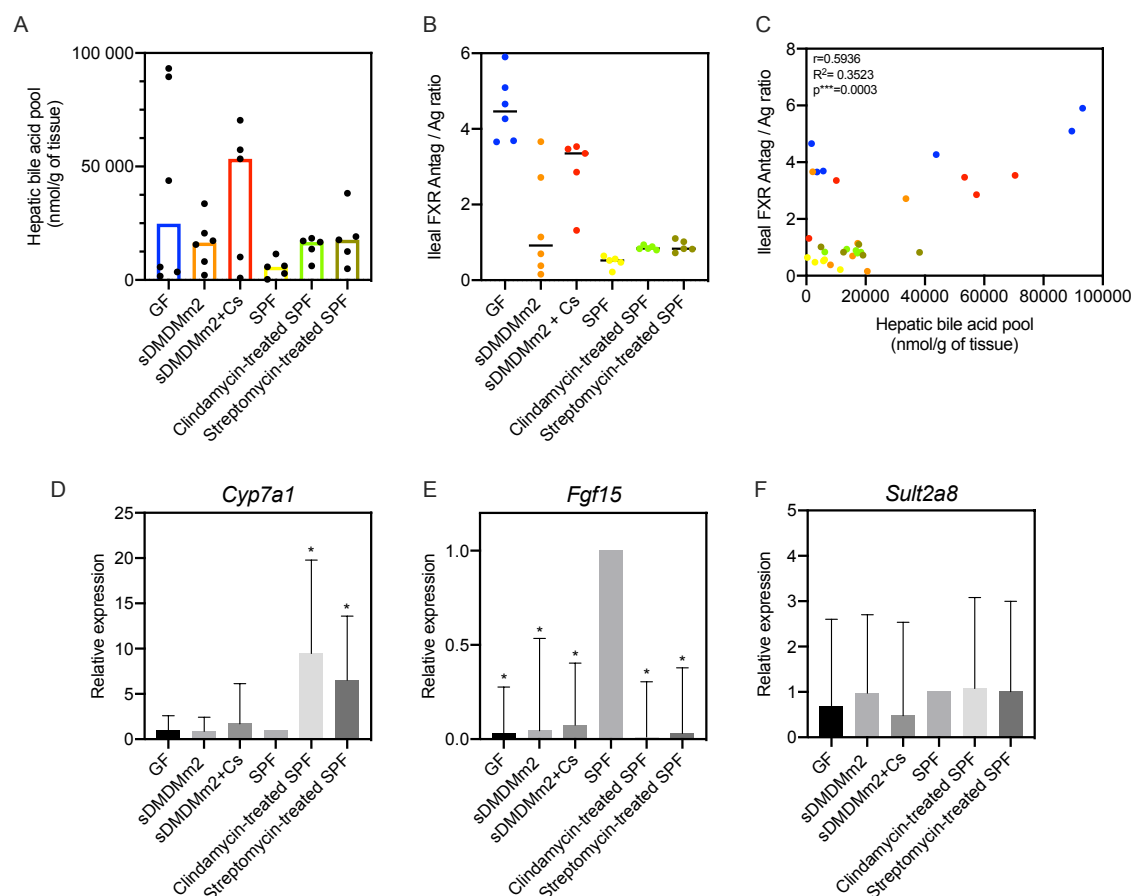 A
Hepatic bile acid pool
(nmol/g of tissue)
100 000
50 000
0
GF
sDMDMm2
sDMDMm2+Cs
SPF
Clindamycin-treated SPF
Streptomycin-treated SPF
B
Ileal FXR Antag / Ag ratio
6
4
2
0
GF
sDMDMm2
sDMDMm2 + Cs
SPF
Clindamycin-treated SPF
Streptomycin-treated SPF
C
Ileal FXR Antag / Ag ratio
r=0.5936
R²= 0.3523
p***=0.0003
8
6
4
2
0
0 20000 40000 60000 80000 100000
Hepatic bile acid pool
(nmol/g of tissue)
D
Cyp7a1
Relative expression
25
20
15
10
5
0
*
*
GF
sDMDMm2
sDMDMm2+Cs
SPF
Clindamycin-treated SPF
Streptomycin-treated SPF
E
Fgf15
Relative expression
1.0
0.5
0.0
*
*
*
*
*
GF
sDMDMm2
sDMDMm2+Cs
SPF
Clindamycin-treated SPF
Streptomycin-treated SPF
F
Sult2a8
Relative expression
5
4
3
2
1
0
GF
sDMDMm2
sDMDMm2+Cs
SPF
Clindamycin-treated SPF
Streptomycin-treated SPF